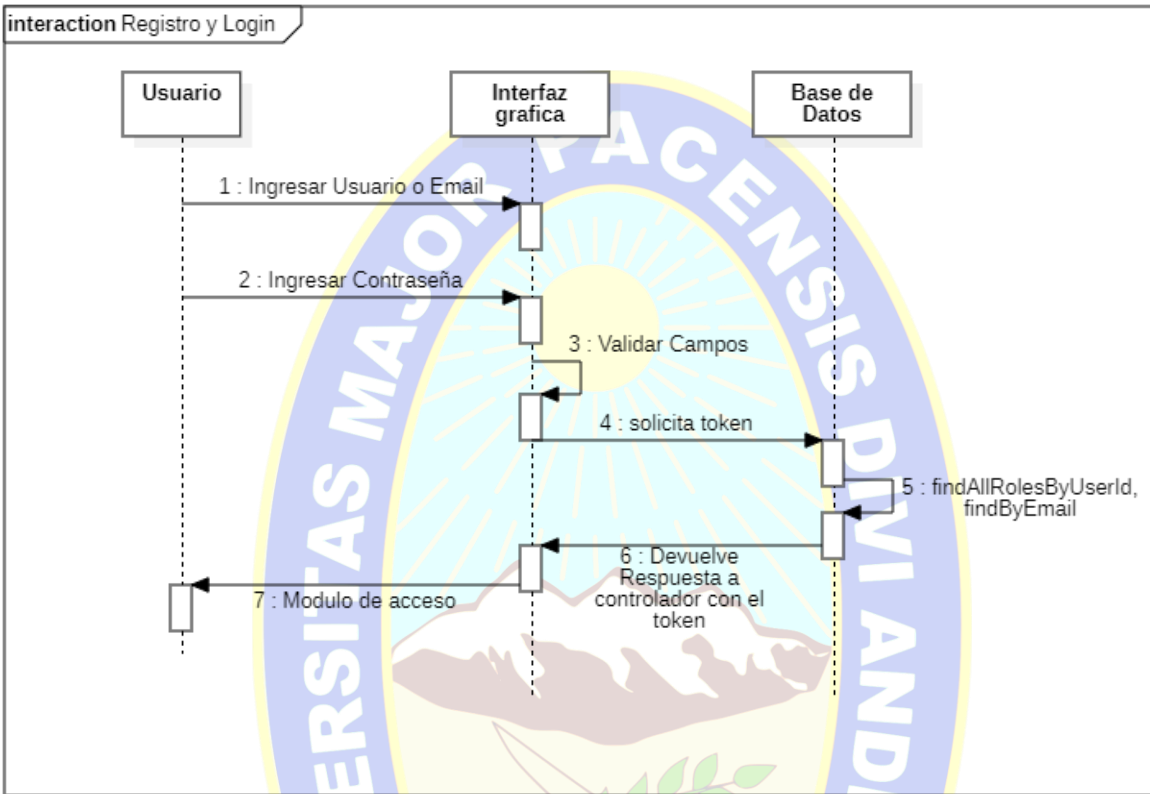 interaction Registro y Login
Usuario
Interfaz
grafica
Base de
Datos
1 : Ingresar Usuario o Email
2 : Ingresar Contraseña
3 : Validar Campos
4 : solicita token
5 : findAllRolesByUserId,
findByEmail
6 : Devuelve
Respuesta a
controlador con el
token
7 : Modulo de acceso
ERSITAS MAJOR PACENSIS DIVI AND